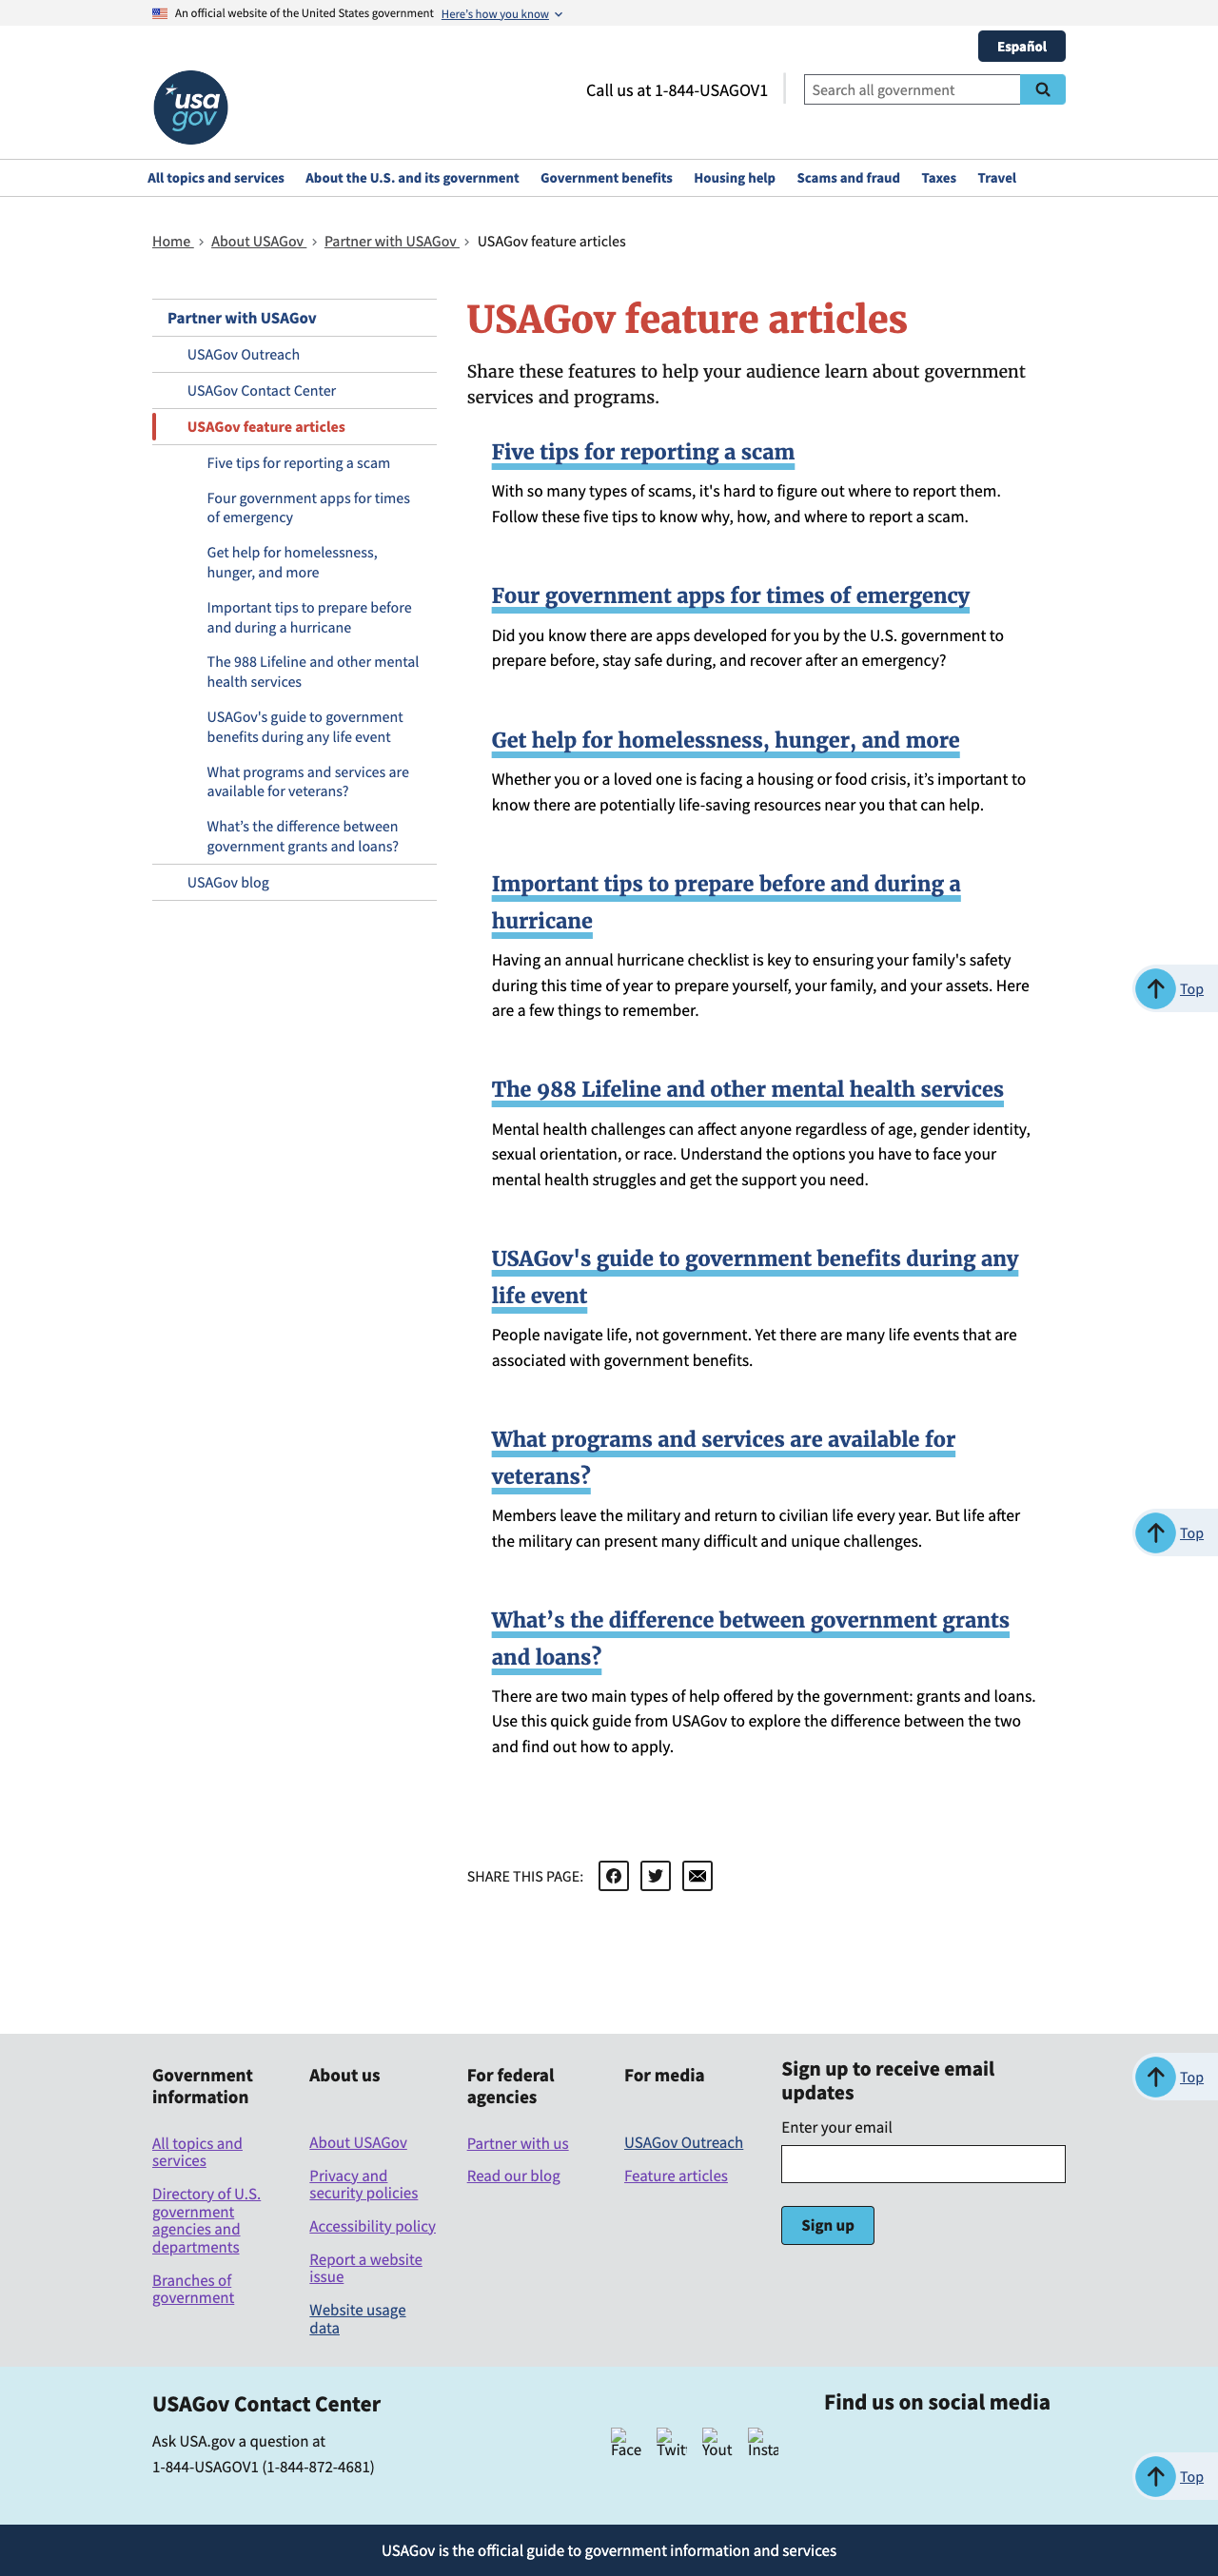 An official website of the United States government Here's how you know
Español
usa
gov
Call us at 1-844-USAGOV1
Search all government
All topics and services About the U.S. and its government Government benefits Housing help Scams and fraud Taxes Travel
Home About USAGov Partner with USAGov USAGov feature articles
Partner with USAGov
USAGov Outreach
USAGov Contact Center
USAGov feature articles
Five tips for reporting a scam
Four government apps for times
of emergency
Get help for homelessness,
hunger, and more
Important tips to prepare before
and during a hurricane
The 988 Lifeline and other mental
health services
USAGov's guide to government
benefits during any life event
What programs and services are
available for veterans?
What’s the difference between
government grants and loans?
USAGov blog
USAGov feature articles
Share these features to help your audience learn about government
services and programs.
Five tips for reporting a scam
With so many types of scams, it's hard to figure out where to report them.
Follow these five tips to know why, how, and where to report a scam.
Four government apps for times of emergency
Did you know there are apps developed for you by the U.S. government to
prepare before, stay safe during, and recover after an emergency?
Get help for homelessness, hunger, and more
Whether you or a loved one is facing a housing or food crisis, it’s important to
know there are potentially life-saving resources near you that can help.
Important tips to prepare before and during a
hurricane
Having an annual hurricane checklist is key to ensuring your family's safety
during this time of year to prepare yourself, your family, and your assets. Here
are a few things to remember.
Top
The 988 Lifeline and other mental health services
Mental health challenges can affect anyone regardless of age, gender identity,
sexual orientation, or race. Understand the options you have to face your
mental health struggles and get the support you need.
USAGov's guide to government benefits during any
life event
People navigate life, not government. Yet there are many life events that are
associated with government benefits.
What programs and services are available for
veterans?
Members leave the military and return to civilian life every year. But life after
the military can present many difficult and unique challenges.
Top
What’s the difference between government grants
and loans?
There are two main types of help offered by the government: grants and loans.
Use this quick guide from USAGov to explore the difference between the two
and find out how to apply.
SHARE THIS PAGE:
Government
information
All topics and
services
Directory of U.S.
government
agencies and
departments
Branches of
government
About us
About USAGov
Privacy and
security policies
Accessibility policy
Report a website
issue
Website usage
data
For federal
agencies
Partner with us
Read our blog
For media
USAGov Outreach
Feature articles
Sign up to receive email
updates
Enter your email
Sign up
Top
USAGov Contact Center
Ask USA.gov a question at
1-844-USAGOV1 (1-844-872-4681)
Find us on social media
Face Twit Yout Insta
Top
USAGov is the official guide to government information and services